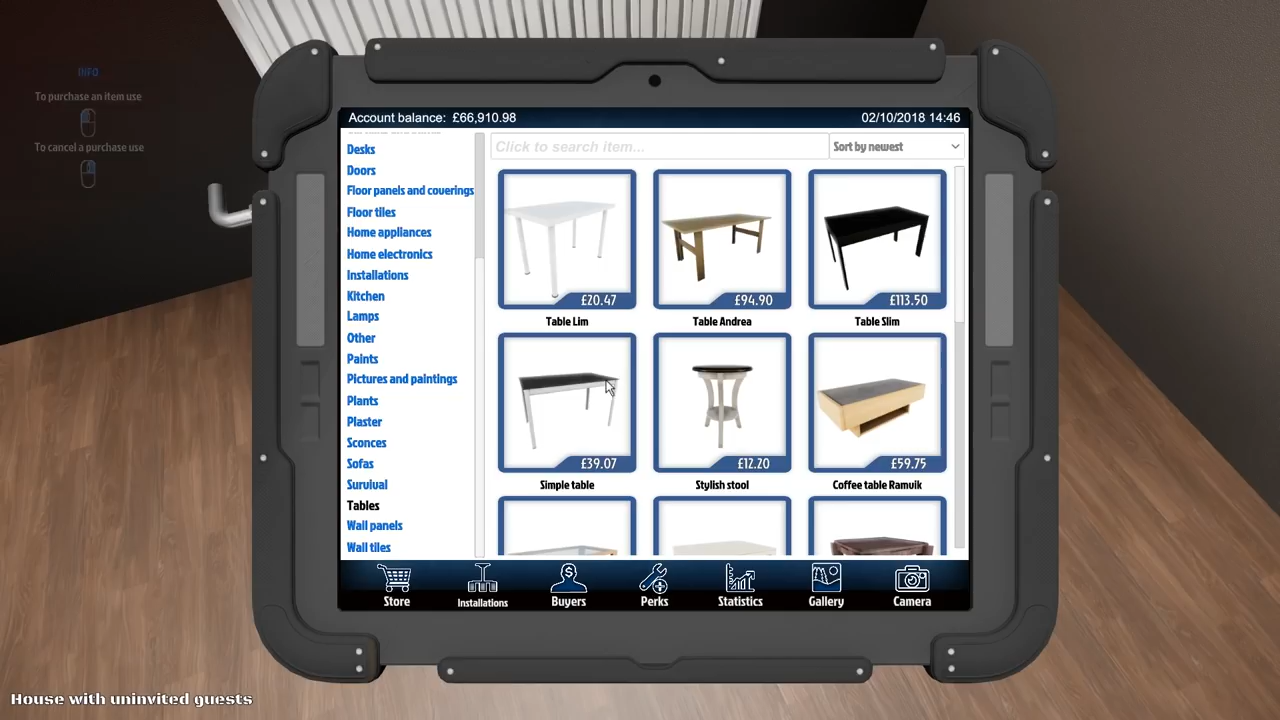 INFO
To purchase an item use
To cancel a purchase use
Account balance: £66,910.98
02/10/2018 14:46
Desks
Doors
Floor panels and coverings
Floor tiles
Home appliances
Home electronics
Installations
Kitchen
Lamps
Other
Paints
Pictures and paintings
Plants
Plaster
Sconces
Sofas
Survival
Tables
Wall panels
Wall tiles
Click to search item...
Sort by newest
£20.47
£94.90
£113.50
Table Lim
Table Andrea
Table Slim
£39.07
£12.20
£59.75
Simple table
Stylish stool
Coffee table Ramvik
Store
Installations
Buyers
Perks
Statistics
Gallery
Camera
House with uninvited guests